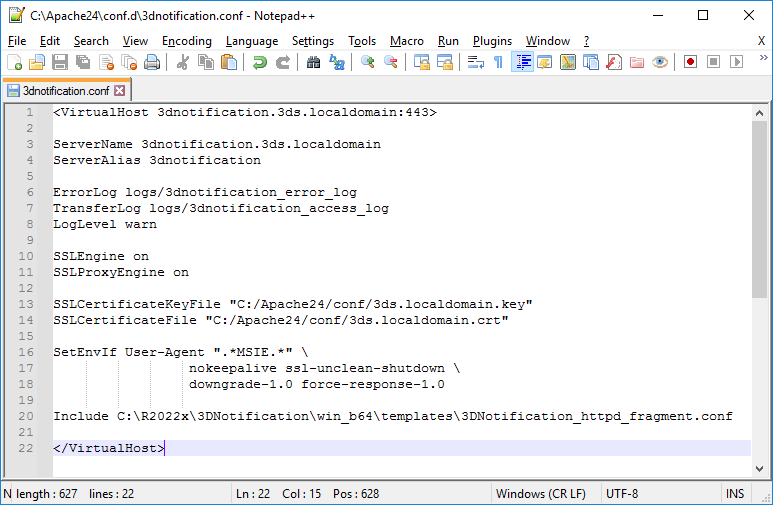 C:\Apache24\conf.d\3dnotification.conf - Notepad++
File Edit Search View Encoding Language Settings Tools Macro Run Plugins Window ? X
3dnotification.conf
1 <VirtualHost 3dnotification.3ds.localdomain:443>
2
3 ServerName 3dnotification.3ds.localdomain
4 ServerAlias 3dnotification
5
6 ErrorLog logs/3dnotification_error_log
7 TransferLog logs/3dnotification_access_log
8 LogLevel warn
9
10 SSLEngine on
11 SSLProxyEngine on
12
13 SSLCertificateKeyFile "C:/Apache24/conf/3ds.localdomain.key"
14 SSLCertificateFile "C:/Apache24/conf/3ds.localdomain.crt"
15
16 SetEnvIf User-Agent ".*MSIE.*" \
17 nokeepalive ssl-unclean-shutdown \
18 downgrade-1.0 force-response-1.0
19
20 Include C:\R2022x\3DNotification\win_b64\templates\3DNotification_httpd_fragment.conf
21
22 </VirtualHost>
N length : 627 lines : 22 Ln : 22 Col : 15 Pos : 628 Windows (CR LF) UTF-8 INS